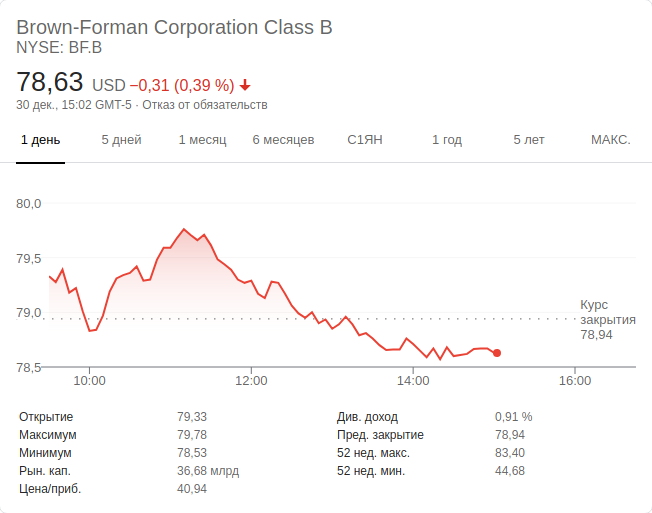 Brown-Forman Corporation Class B
NYSE: BF.B
78,63 USD −0,31 (0,39 %)
30 дек., 15:02 GMT-5 · Отказ от обязательств
1 день 5 дней 1 месяц 6 месяцев С1ЯН 1 год 5 лет МАКС.
80,0
79,5
79,0
78,5
Курс
закрытия
78,94
10:00 12:00 14:00 16:00
Открытие 79,33 Див. доход 0,91 %
Максимум 79,78 Пред. закрытие 78,94
Минимум 78,53 52 нед. макс. 83,40
Рын. кап. 36,68 млрд 52 нед. мин. 44,68
Цена/приб. 40,94